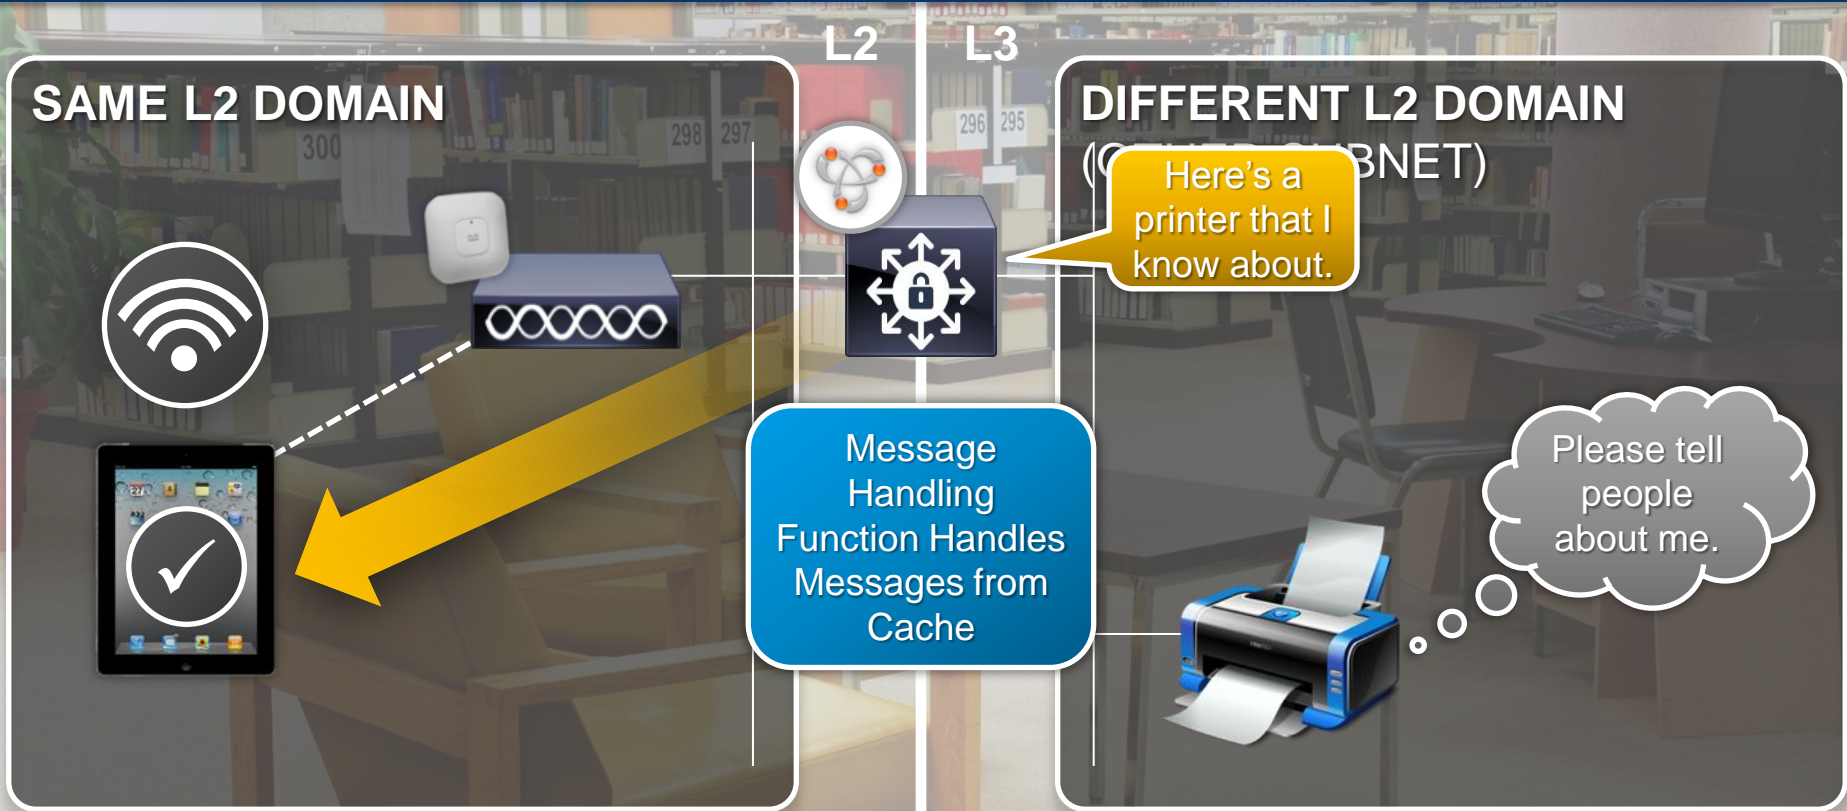 L2
L3
SAME L2 DOMAIN
DIFFERENT L2 DOMAIN
300
298
297
296
295
Here's a
printer that I
know about.
Message
Handling
Function Handles
Messages from
Cache
Please tell
people
about me.